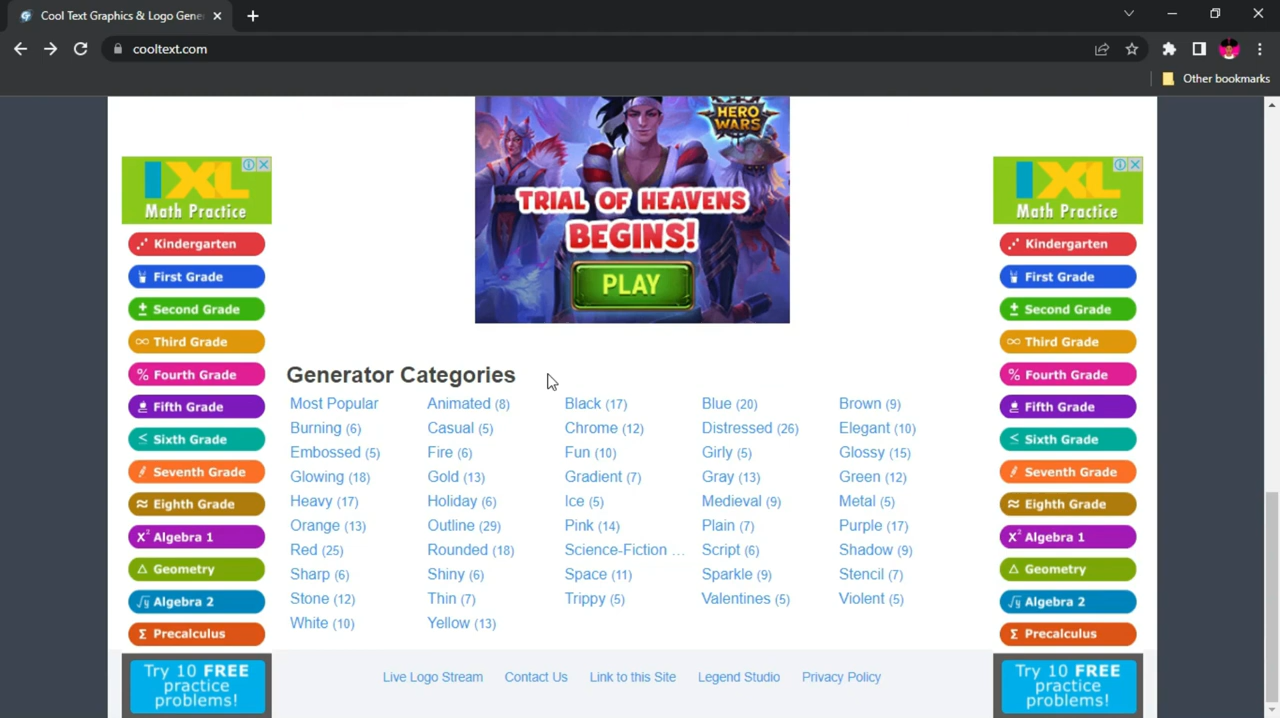 Cool Text Graphics & Logo Gene
cooltext.com
Other bookmarks
HERO
WARS
TRIAL OF HEAVENS
BEGINS!
PLAY
IXL
Math Practice
Kindergarten
First Grade
Second Grade
Third Grade
Fourth Grade
Fifth Grade
Sixth Grade
Seventh Grade
Eighth Grade
Algebra 1
Geometry
Algebra 2
Precalculus
Try 10 FREE
practice
problems!
Generator Categories
Most Popular Animated (8) Black (17) Blue (20) Brown (9)
Burning (6) Casual (5) Chrome (12) Distressed (26) Elegant (10)
Embossed (5) Fire (6) Fun (10) Girly (5) Glossy (15)
Glowing (18) Gold (13) Gradient (7) Gray (13) Green (12)
Heavy (17) Holiday (6) Ice (5) Medieval (9) Metal (5)
Orange (13) Outline (29) Pink (14) Plain (7) Purple (17)
Red (25) Rounded (18) Science-Fiction ... Script (6) Shadow (9)
Sharp (6) Shiny (6) Space (11) Sparkle (9) Stencil (7)
Stone (12) Thin (7) Trippy (5) Valentines (5) Violent (5)
White (10) Yellow (13)
Live Logo Stream Contact Us Link to this Site Legend Studio Privacy Policy
IXL
Math Practice
Kindergarten
First Grade
Second Grade
Third Grade
Fourth Grade
Fifth Grade
Sixth Grade
Seventh Grade
Eighth Grade
Algebra 1
Geometry
Algebra 2
Precalculus
Try 10 FREE
practice
problems!